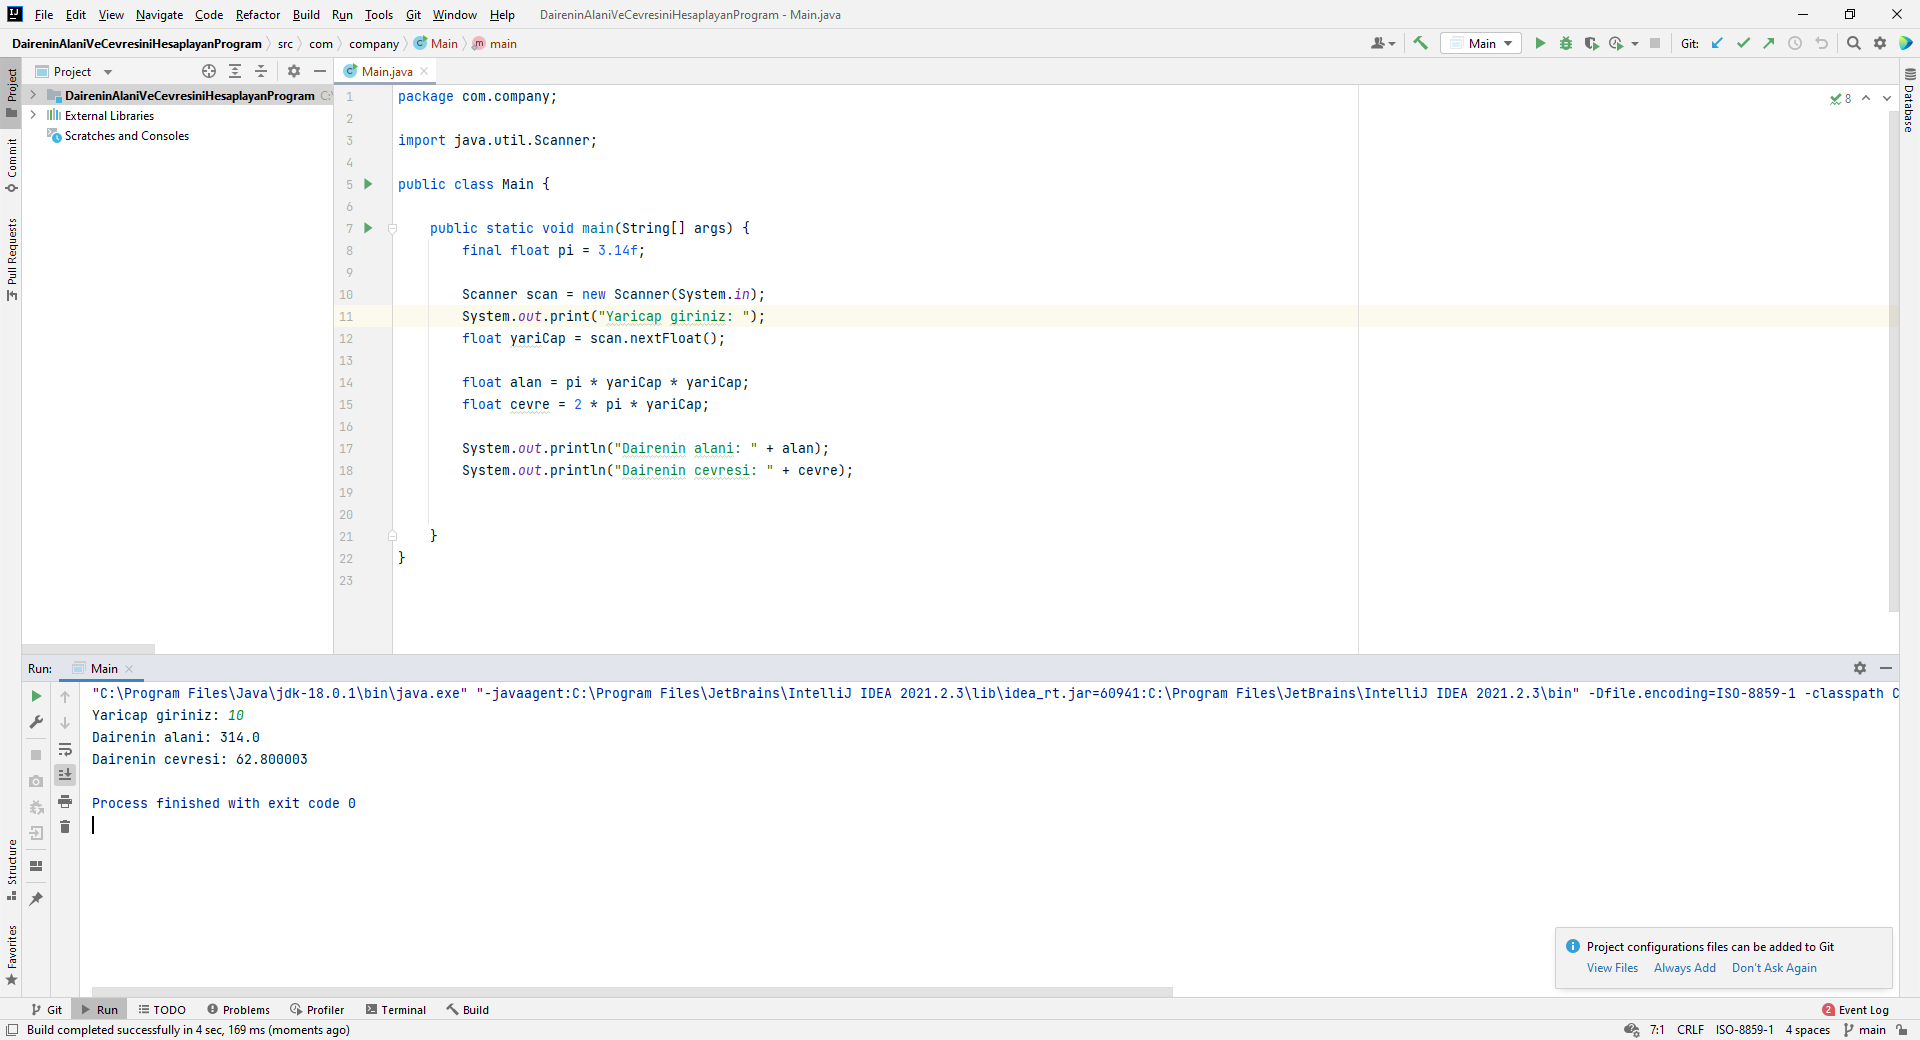 File Edit View Navigate Code Refactor Build Run Tools Git Window Help DaireninAlaniVeCevresiniHesaplayanProgram - Main.java
DaireninAlaniVeCevresiniHesaplayanProgram src com company Main main
Main
Git:
Project
Main.java
DaireninAlaniVeCevresiniHesaplayanProgram C:\
External Libraries
Scratches and Consoles
Project
Commit
Pull Requests
Structure
Favorites
Database
8
1 package com.company;
2
3 import java.util.Scanner;
4
5 public class Main {
6
7 public static void main(String[] args) {
8 final float pi = 3.14f;
9
10 Scanner scan = new Scanner(System.in);
11 System.out.print("Yaricap giriniz: ");
12 float yariCap = scan.nextFloat();
13
14 float alan = pi * yariCap * yariCap;
15 float cevre = 2 * pi * yariCap;
16
17 System.out.println("Dairenin alani: " + alan);
18 System.out.println("Dairenin cevresi: " + cevre);
19
20
21 }
22 }
23
Run: Main
"C:\Program Files\Java\jdk-18.0.1\bin\java.exe" "-javaagent:C:\Program Files\JetBrains\IntelliJ IDEA 2021.2.3\lib\idea_rt.jar=60941:C:\Program Files\JetBrains\IntelliJ IDEA 2021.2.3\bin" -Dfile.encoding=ISO-8859-1 -classpath C
Yaricap giriniz: 10
Dairenin alani: 314.0
Dairenin cevresi: 62.800003
Process finished with exit code 0
Project configurations files can be added to Git
View Files Always Add Don't Ask Again
Git Run TODO Problems Profiler Terminal Build
2 Event Log
Build completed successfully in 4 sec, 169 ms (moments ago)
7:1 CRLF ISO-8859-1 4 spaces main